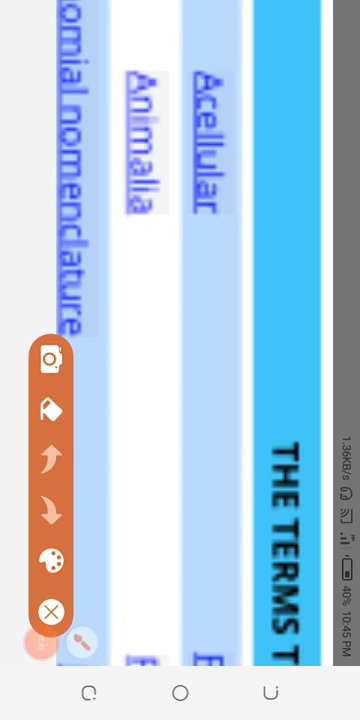 1.36KB/s 40% 10:45 PM
THE TERMS T
Acellular
Animalia
omial nomenclature